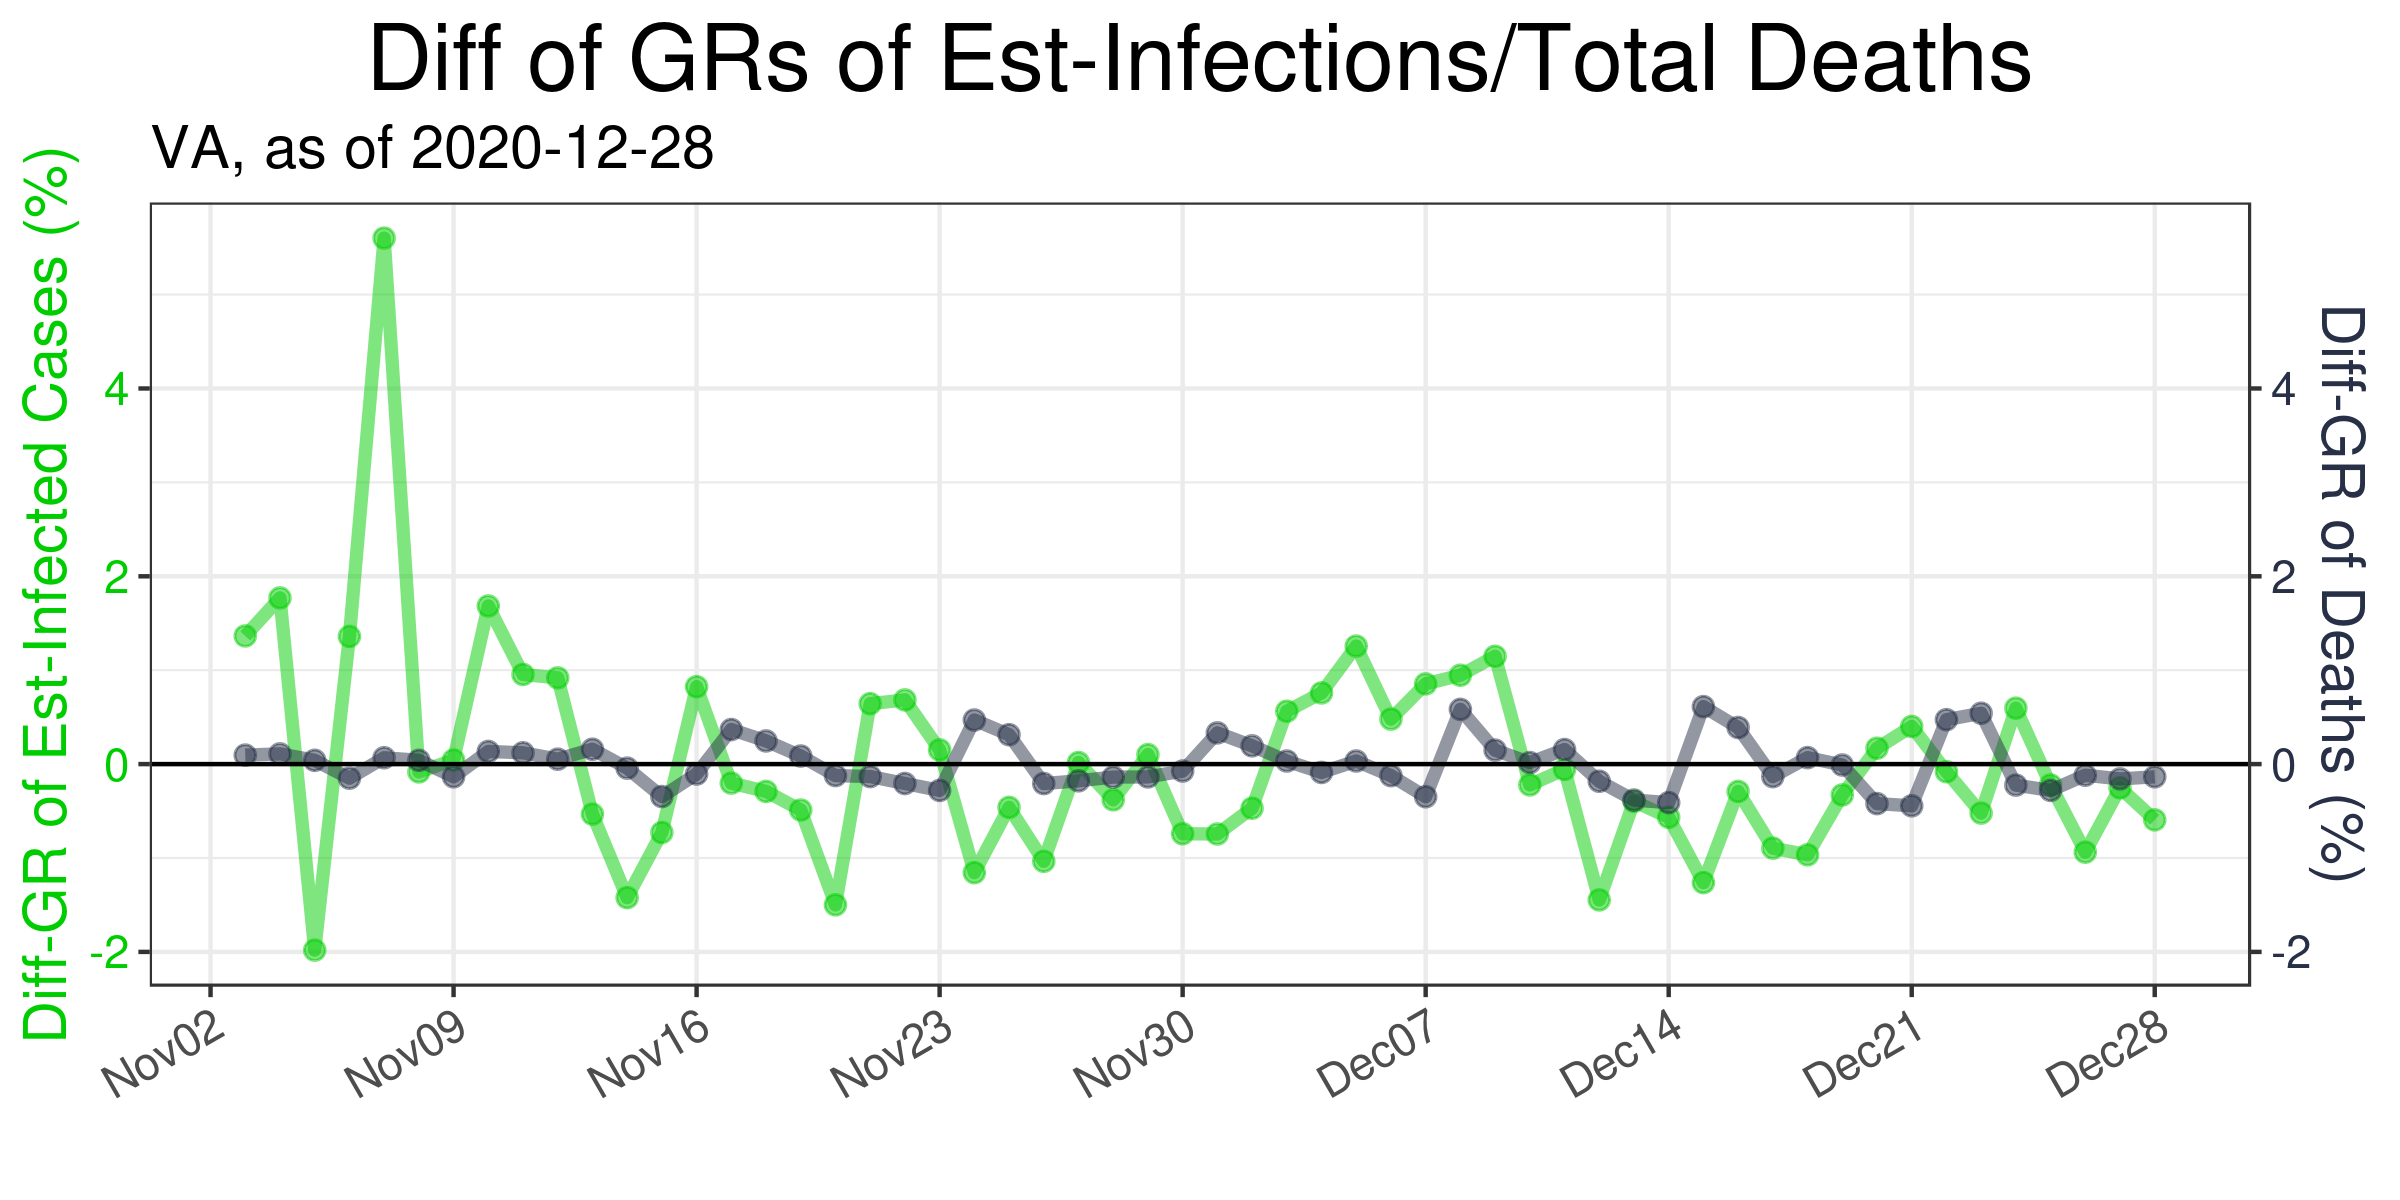 Diff of GRs of Est-Infections/Total Deaths
VA, as of 2020-12-28
Diff-GR of Est-Infected Cases (%)
4
2
0
-2
4
2
0
-2
Diff-GR of Deaths (%)
Nov02
Nov09
Nov16
Nov23
Nov30
Dec07
Dec14
Dec21
Dec28